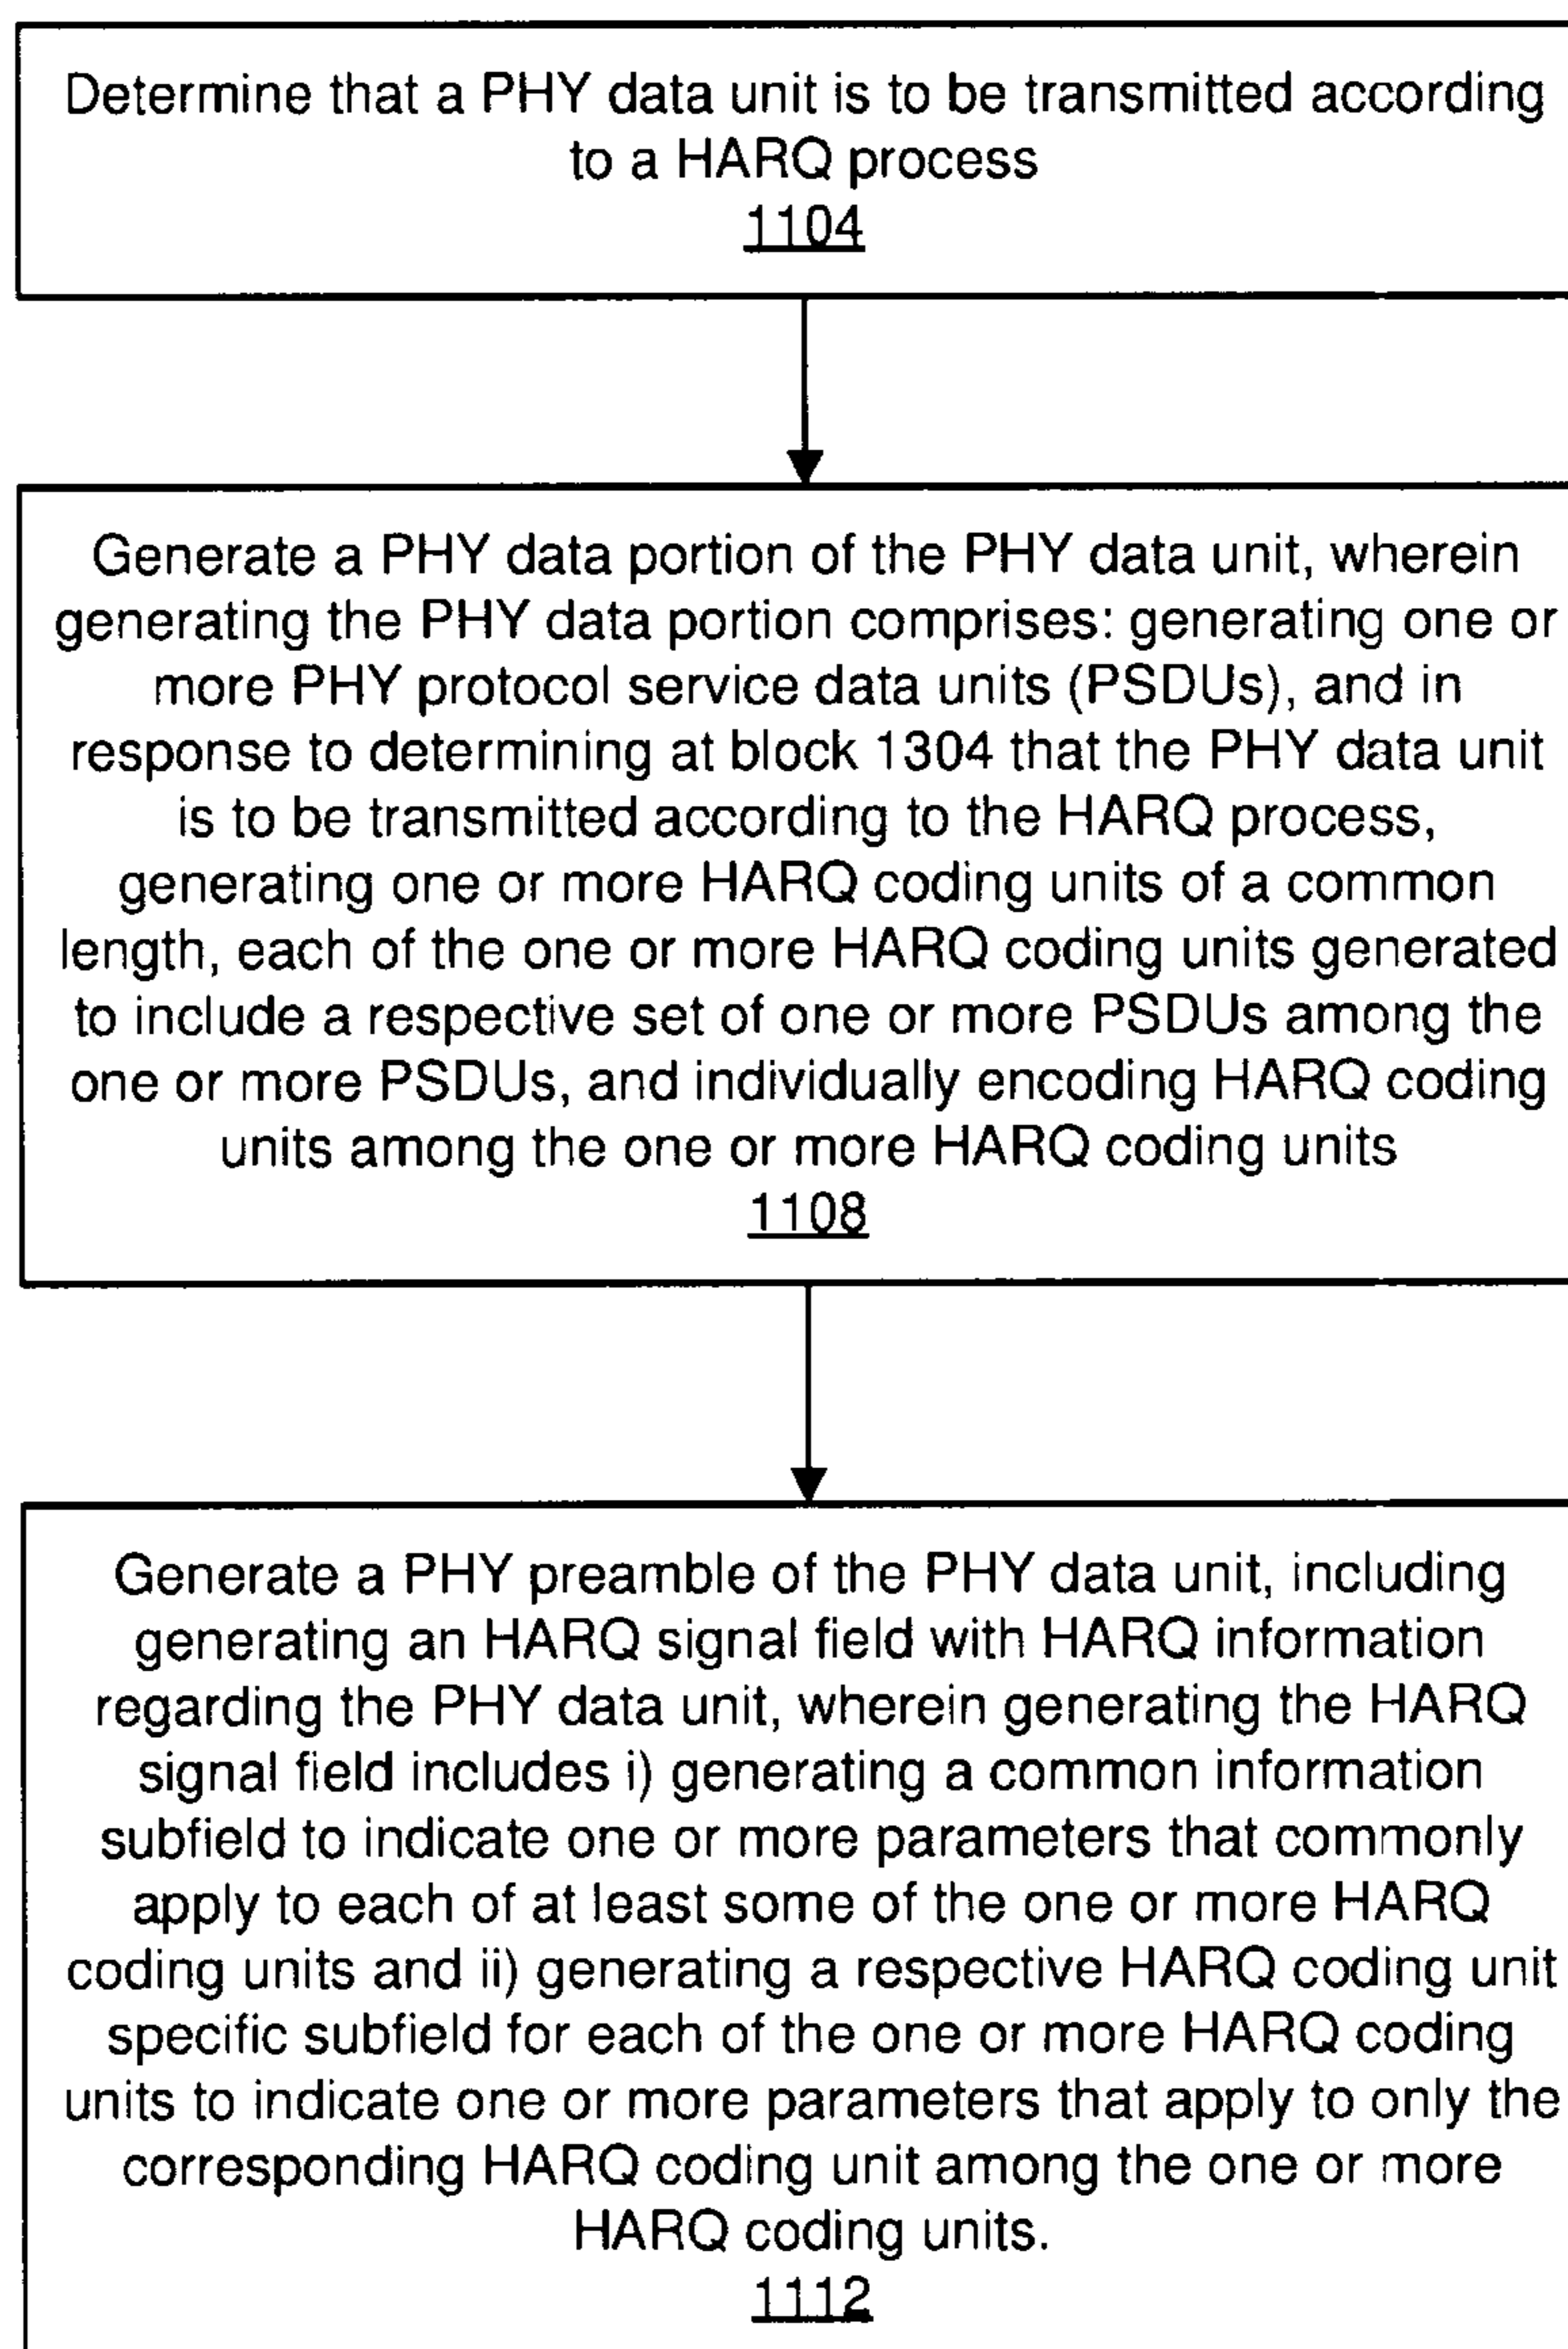 Determine that a PHY data unit is to be transmitted according
to a HARQ process
1104
Generate a PHY data portion of the PHY data unit, wherein
generating the PHY data portion comprises: generating one or
more PHY protocol service data units (PSDUs), and in
response to determining at block 1304 that the PHY data unit
is to be transmitted according to the HARQ process,
generating one or more HARQ coding units of a common
length, each of the one or more HARQ coding units generated
to include a respective set of one or more PSDUs among the
one or more PSDUs, and individually encoding HARQ coding
units among the one or more HARQ coding units
1108
Generate a PHY preamble of the PHY data unit, including
generating an HARQ signal field with HARQ information
regarding the PHY data unit, wherein generating the HARQ
signal field includes i) generating a common information
subfield to indicate one or more parameters that commonly
apply to each of at least some of the one or more HARQ
coding units and ii) generating a respective HARQ coding unit
specific subfield for each of the one or more HARQ coding
units to indicate one or more parameters that apply to only the
corresponding HARQ coding unit among the one or more
HARQ coding units.
1112